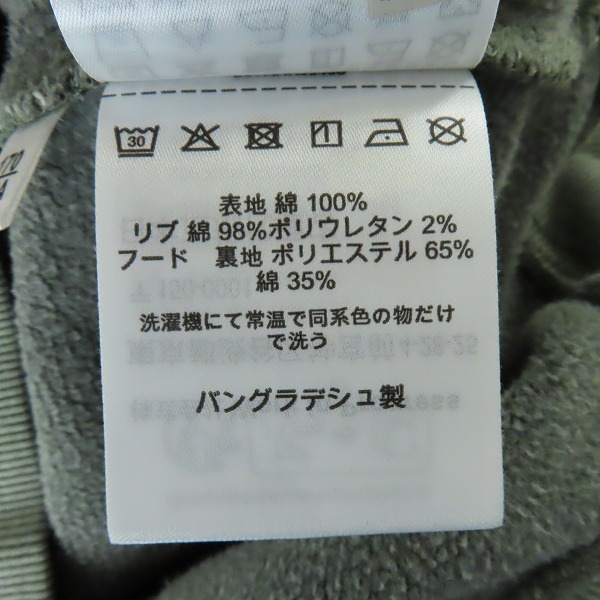 170
A
30
表地 綿 100%
リブ 綿 98%ポリウレタン 2%
フード 裏地 ポリエステル 65%
綿 35%
洗濯機にて常温で同系色の物だけ
で洗う
バングラデシュ製